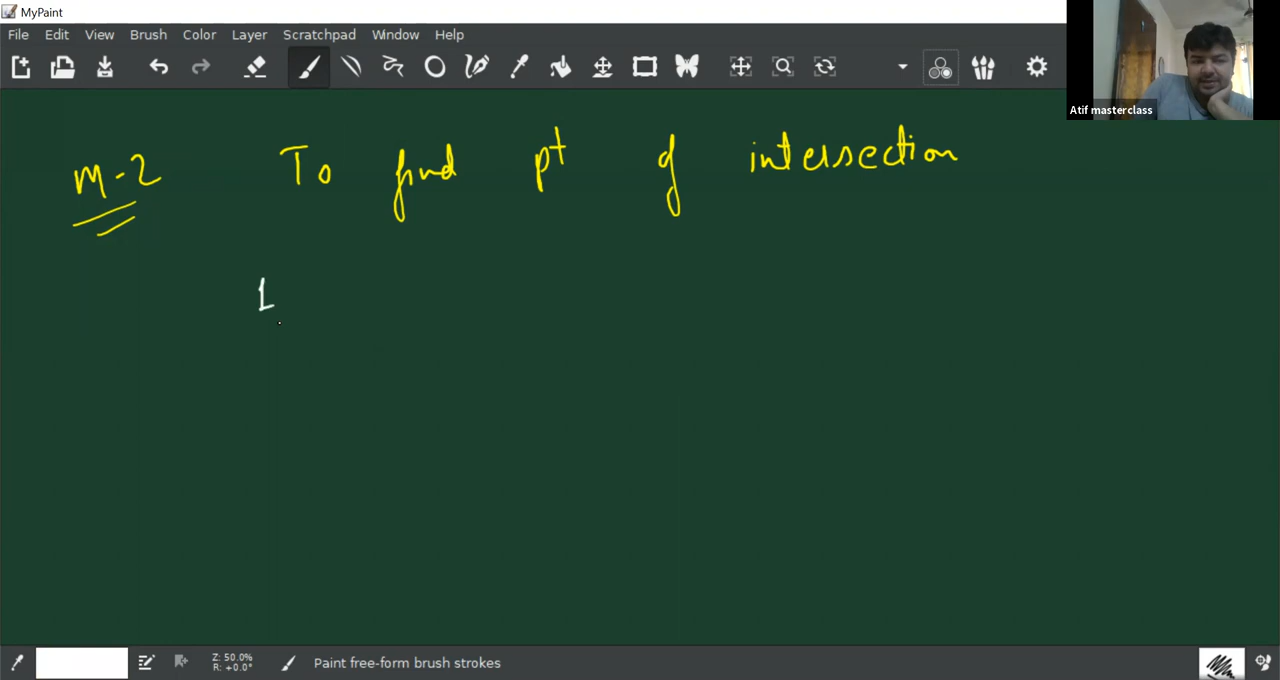 MyPaint
File Edit View Brush Color Layer Scratchpad Window Help
Atif masterclass
M-2 To find pt of intersection
L
Z: 50.0%
R: +0.0°
Paint free-form brush strokes